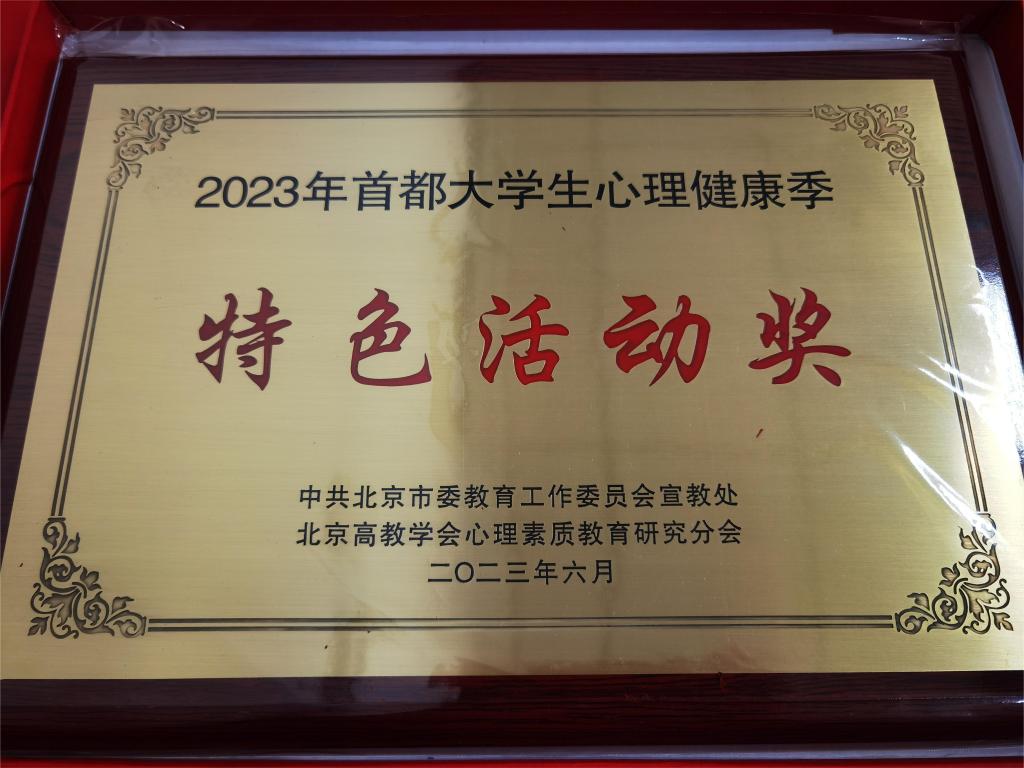 2023年首都大学生心理健康季
特色活动奖
中共北京市委教育工作委员会宣教处
北京高教学会心理素质教育研究分会
二〇二三年六月